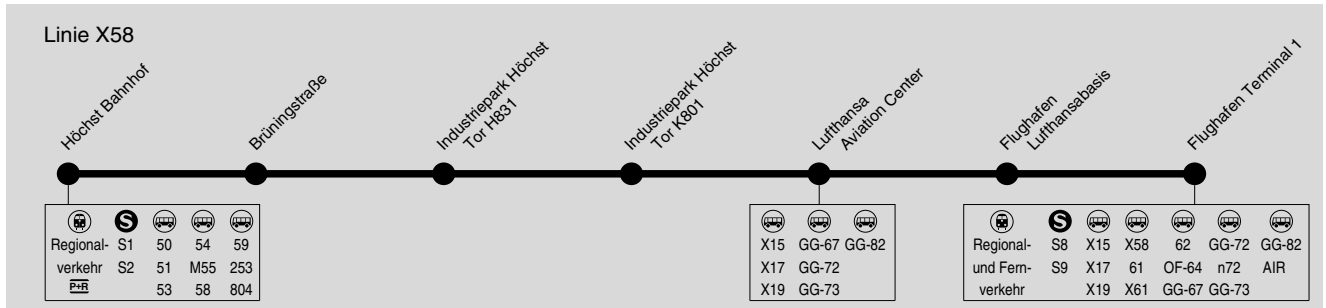 Linie X58
Höchst Bahnhof
Brüningstraße
Industriepark Höchst
Tor H831
Industriepark Höchst
Tor K801
Lufthansa
Aviation Center
Flughafen
Lufthansabasis
Flughafen Terminal 1
S
Regional- S1 50 54 59
verkehr S2 51 M55 253
P+R 53 58 804
X15 GG-67 GG-82
X17 GG-72
X19 GG-73
S
Regional- S8 X15 X58 62 GG-72 GG-82
und Fern- S9 X17 61 OF-64 n72 AIR
verkehr X19 X61 GG-67 GG-73